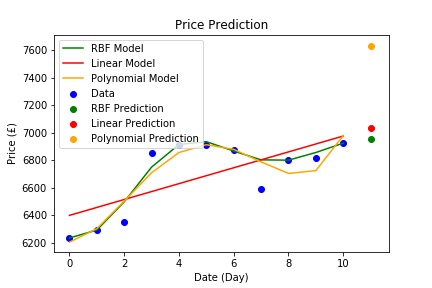 Price Prediction
7600
7400
7200
7000
6800
6600
6400
6200
Price (£)
RBF Model
Linear Model
Polynomial Model
Data
RBF Prediction
Linear Prediction
Polynomial Prediction
0 2 4 6 8 10
Date (Day)